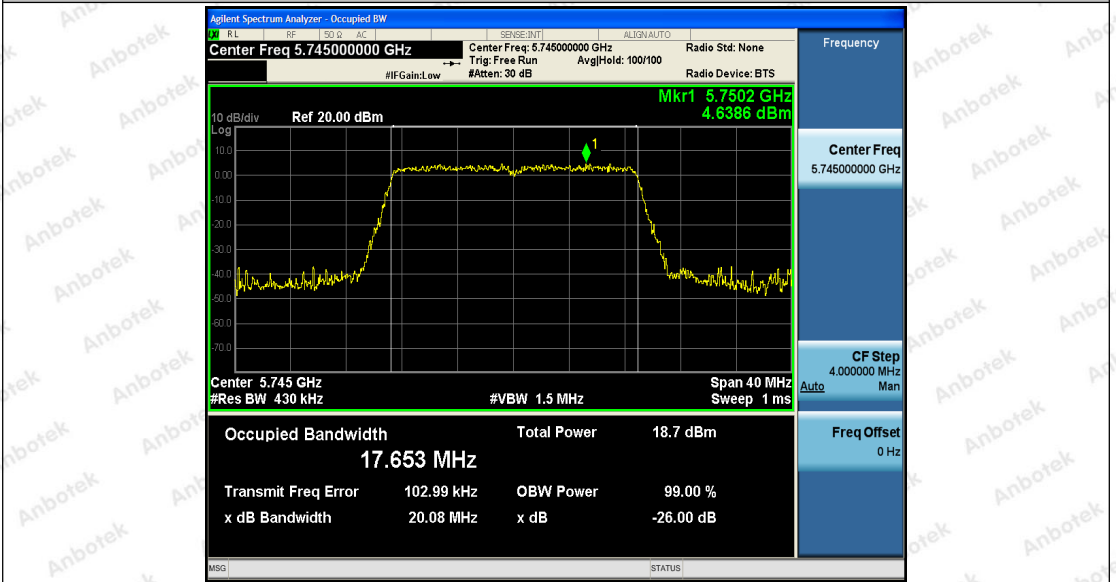 Agilent Spectrum Analyzer - Occupied BW
RL RF 50 Ω AC SENSE:INT ALIGN AUTO
Center Freq 5.745000000 GHz
Center Freq: 5.745000000 GHz
Radio Std: None
Trig: Free Run Avg|Hold: 100/100
#IFGain:Low
#Atten: 30 dB
Radio Device: BTS
Mkr1 5.7502 GHz
4.6386 dBm
10 dB/div Ref 20.00 dBm
Log
10.0
0.00
-10.0
-20.0
-30.0
-40.0
-50.0
-60.0
-70.0
1
Center 5.745 GHz Span 40 MHz
#Res BW 430 kHz #VBW 1.5 MHz Sweep 1 ms
Occupied Bandwidth Total Power 18.7 dBm
17.653 MHz
Transmit Freq Error 102.99 kHz OBW Power 99.00 %
x dB Bandwidth 20.08 MHz x dB -26.00 dB
MSG STATUS
Frequency
Center Freq
5.745000000 GHz
CF Step
4.000000 MHz
Auto Man
Freq Offset
0 Hz
Anbotek